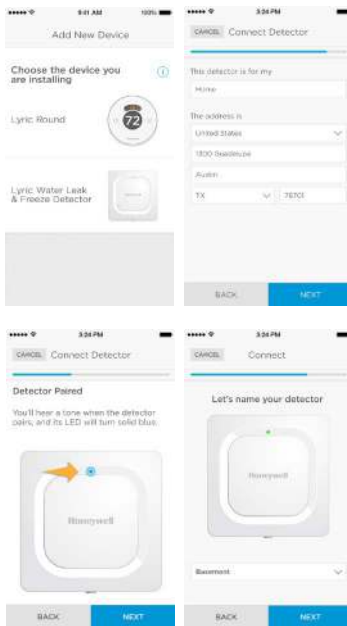 9:41 AM 100%
Add New Device
Choose the device you
are installing
Lyric Round
72
Lyric Water Leak
& Freeze Detector
3:24 PM
CANCEL Connect Detector
This detector is for my
Home
The address is
United States
1300 Guadalupe
Austin
TX 78701
BACK NEXT
3:24 PM
CANCEL Connect Detector
Detector Paired
You'll hear a tone when the detector
pairs, and its LED will turn solid blue.
Honeywell
BACK NEXT
3:24 PM
CANCEL Connect
Let's name your detector
Honeywell
Basement
BACK NEXT